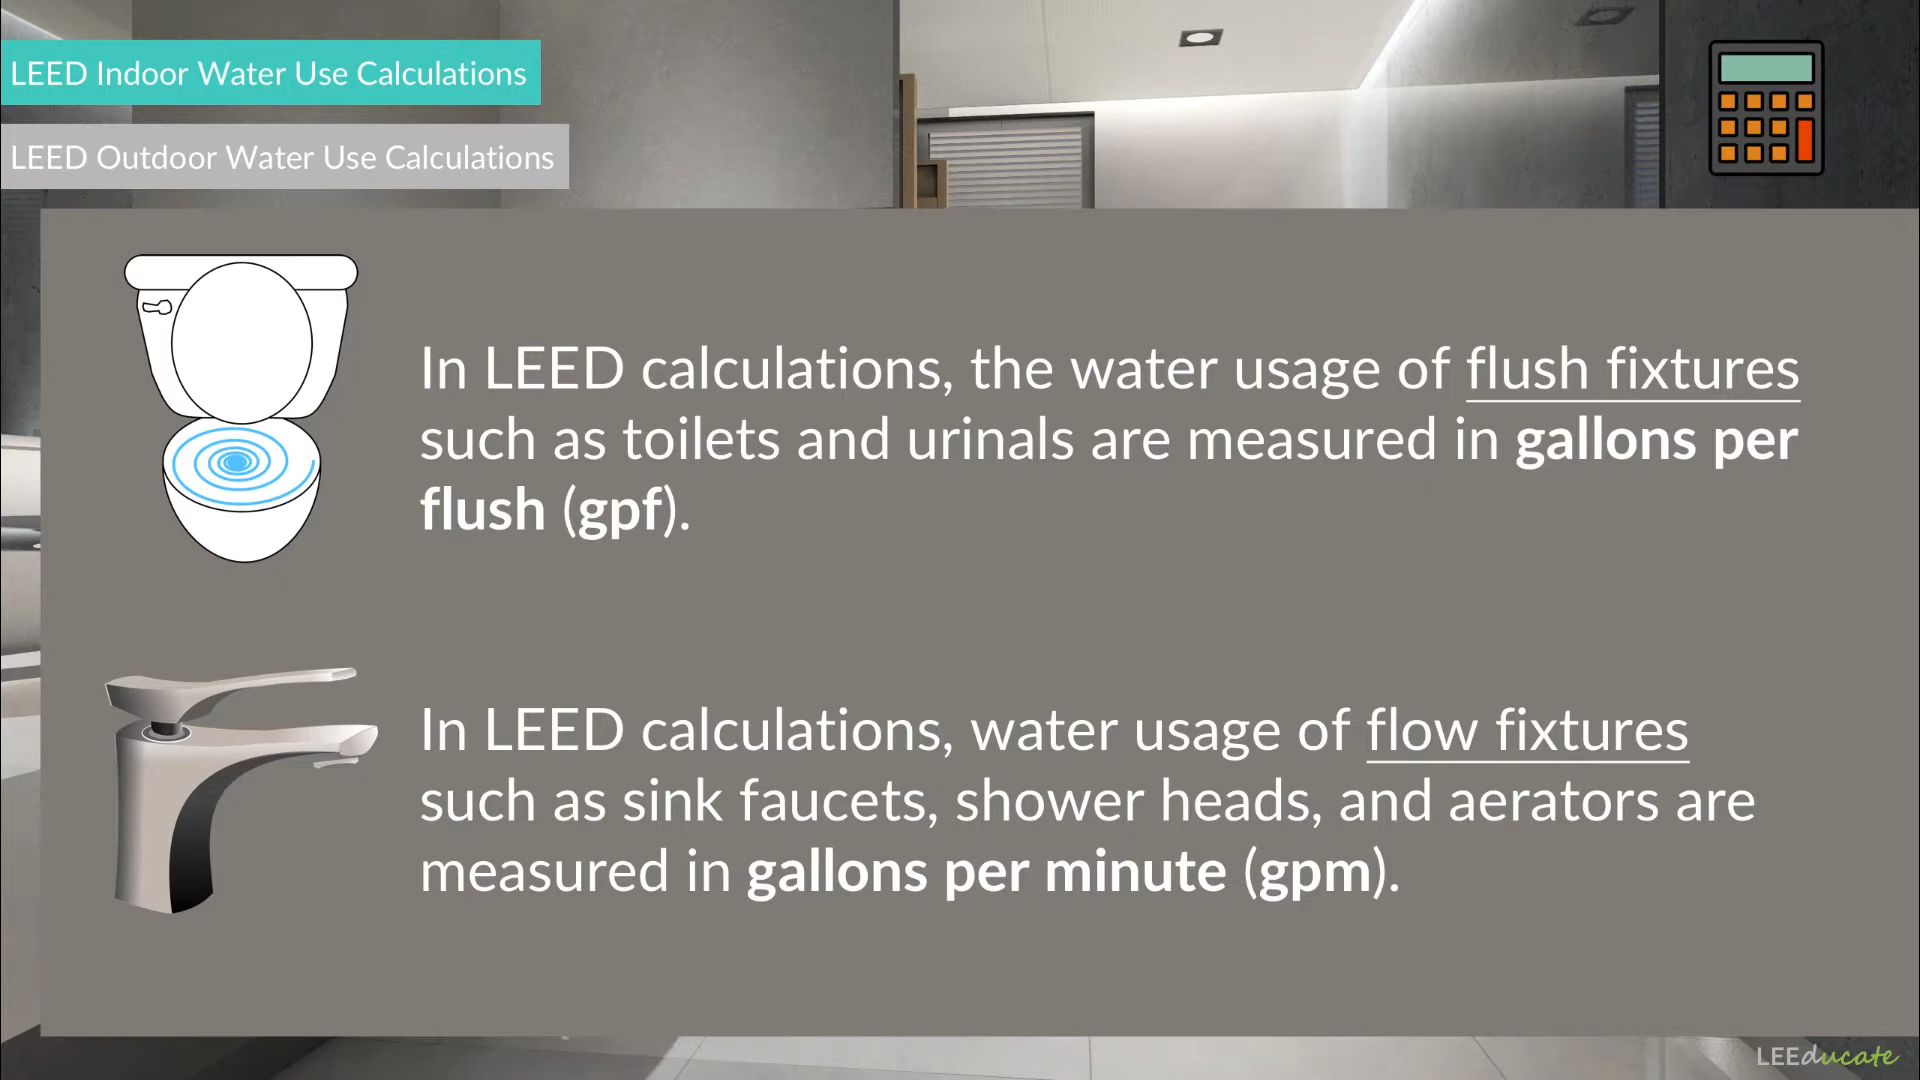 LEED Indoor Water Use Calculations
LEED Outdoor Water Use Calculations
In LEED calculations, the water usage of flush fixtures
such as toilets and urinals are measured in gallons per
flush (gpf).
In LEED calculations, water usage of flow fixtures
such as sink faucets, shower heads, and aerators are
measured in gallons per minute (gpm).
LEEducate